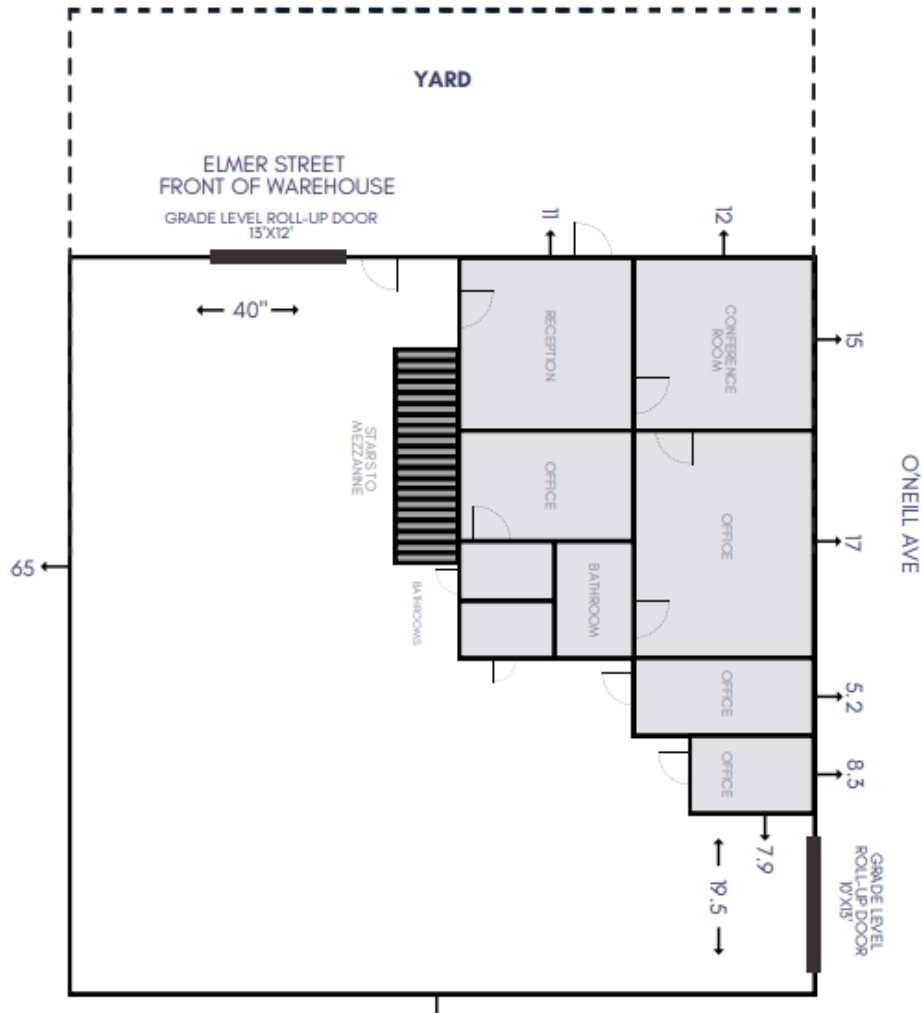 YARD
ELMER STREET
FRONT OF WAREHOUSE
GRADE LEVEL ROLL-UP DOOR
13'X12'
40"
11
12
RECEPTION
CONFERENCE
ROOM
15
STAIRS TO
MEZZANINE
OFFICE
OFFICE
17
O'NEILL AVE
65
BATHROOMS
BATHROOM
OFFICE
5.2
OFFICE
8.3
7.9
19.5
GRADE LEVEL
ROLL-UP DOOR
10'X13'